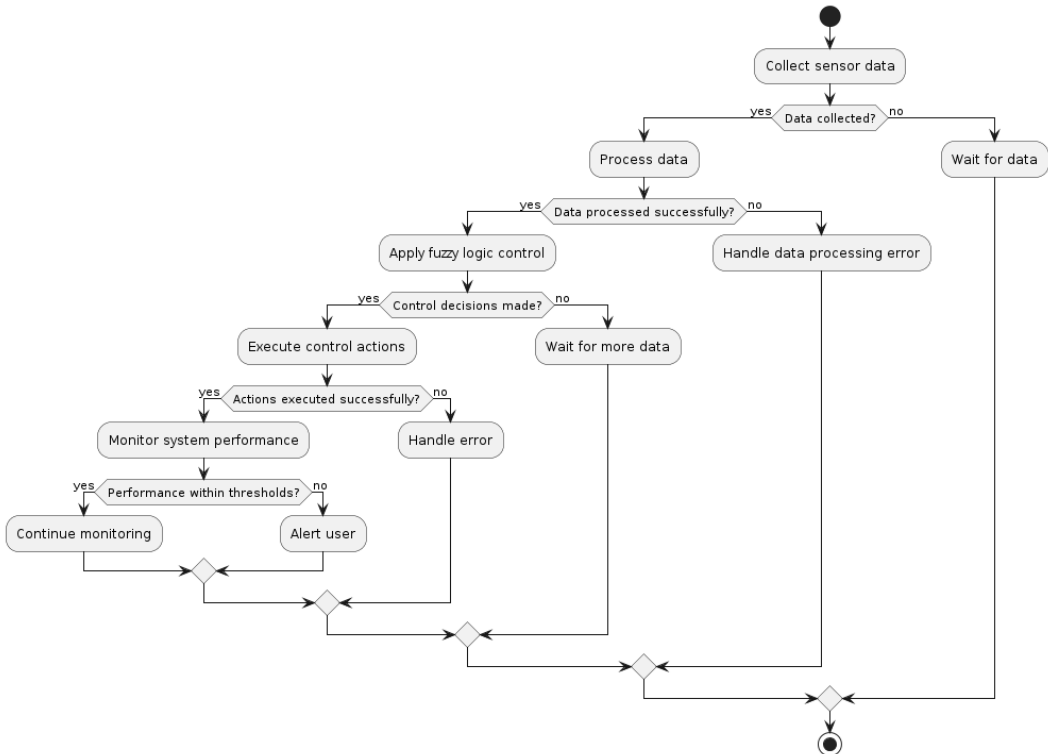 Collect sensor data
yes
Data collected?
no
Process data
Wait for data
yes
Data processed successfully?
no
Apply fuzzy logic control
Handle data processing error
yes
Control decisions made?
no
Execute control actions
Wait for more data
yes
Actions executed successfully?
no
Monitor system performance
Handle error
yes
Performance within thresholds?
no
Continue monitoring
Alert user